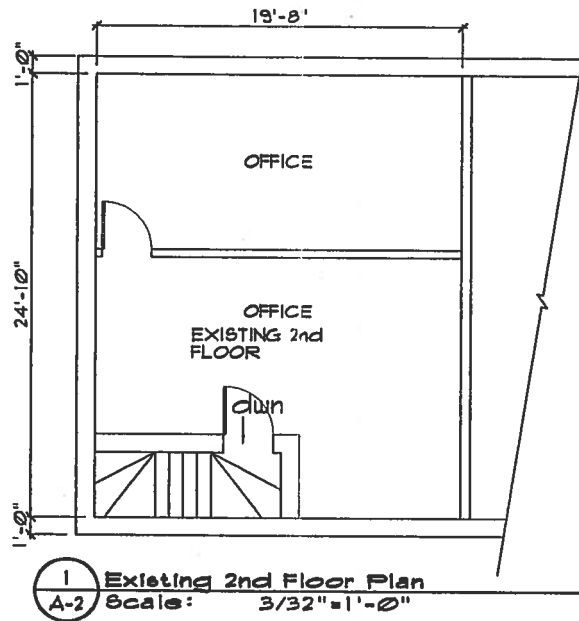 19'-8'
1'-0"
OFFICE
24'-10"
OFFICE
EXISTING 2nd
FLOOR
dwn
1'-0"
1
A-2
Existing 2nd Floor Plan
Scale: 3/32"=1'-0"